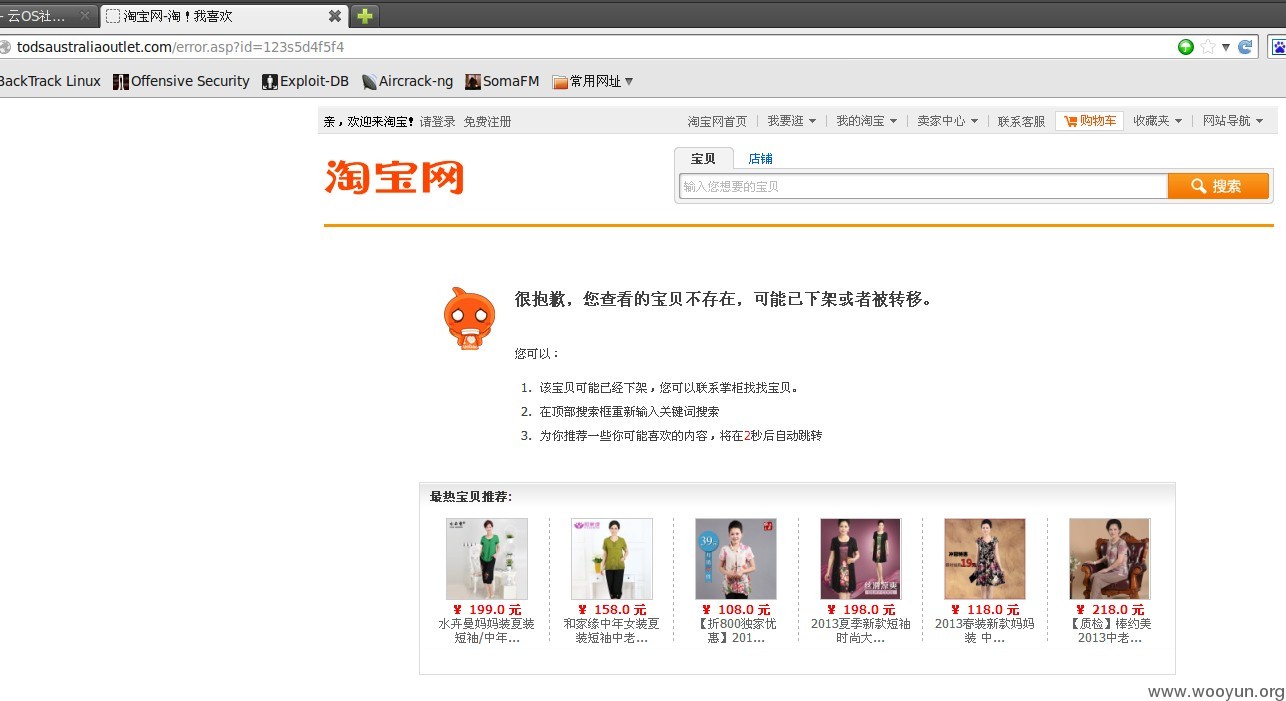 - 云OS社...
淘宝网-淘！我喜欢
todsaustraliaoutlet.com/error.asp?id=123s5d4f5f4
BackTrack Linux Offensive Security Exploit-DB Aircrack-ng SomaFM 常用网址
亲，欢迎来淘宝！ 请登录 免费注册 淘宝网首页 我要逛 我的淘宝 卖家中心 联系客服 购物车 收藏夹 网站导航
宝贝 店铺
淘宝网
输入您想要的宝贝 搜索
很抱歉，您查看的宝贝不存在，可能已下架或者被转移。
您可以：
1. 该宝贝可能已经下架，您可以联系掌柜找找宝贝。
2. 在顶部搜索框重新输入关键词搜索
3. 为你推荐一些你可能喜欢的内容，将在2秒后自动跳转
最热宝贝推荐:
¥ 199.0 元 ¥ 158.0 元 ¥ 108.0 元 ¥ 198.0 元 ¥ 118.0 元 ¥ 218.0 元
水卉曼妈妈装夏装 和家缘中年女装夏 【折800独家优 2013夏季新款短袖 2013春装新款妈妈 【质检】棒约美
短袖/中年... 装短袖中老... 惠】201... 时尚大... 装 中... 2013中老...
www.wooyun.org